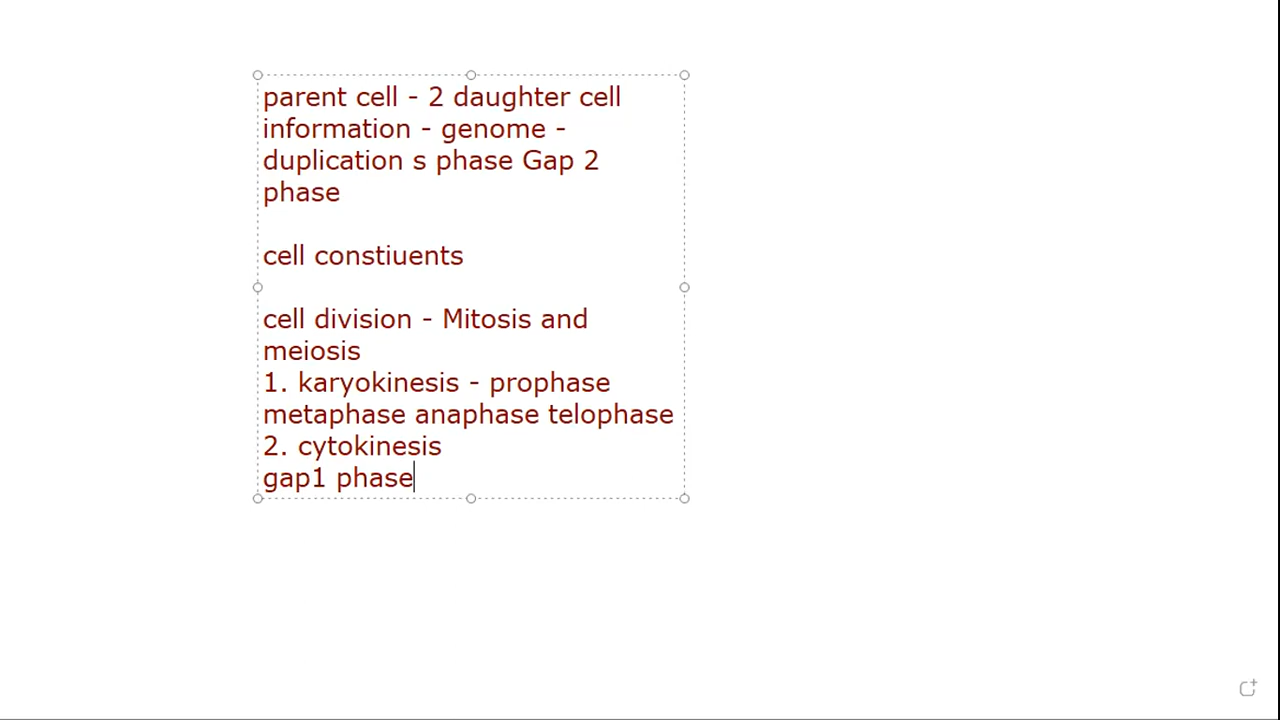 parent cell - 2 daughter cell
information - genome -
duplication s phase Gap 2
phase
cell constiuents
cell division - Mitosis and
meiosis
1. karyokinesis - prophase
metaphase anaphase telophase
2. cytokinesis
gap1 phase